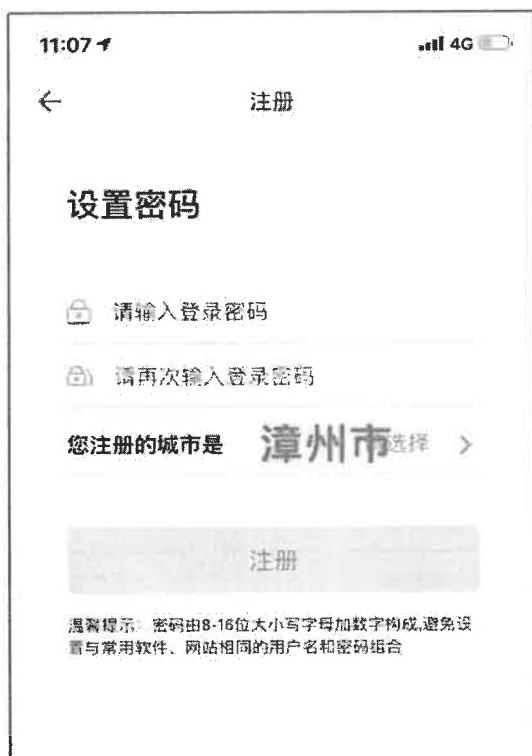 11:07 4G
注册
设置密码
请输入登录密码
请再次输入登录密码
您注册的城市是 漳州市 选择
注册
温馨提示：密码由8-16位大小写字母加数字构成,避免设
置与常用软件、网站相同的用户名和密码组合